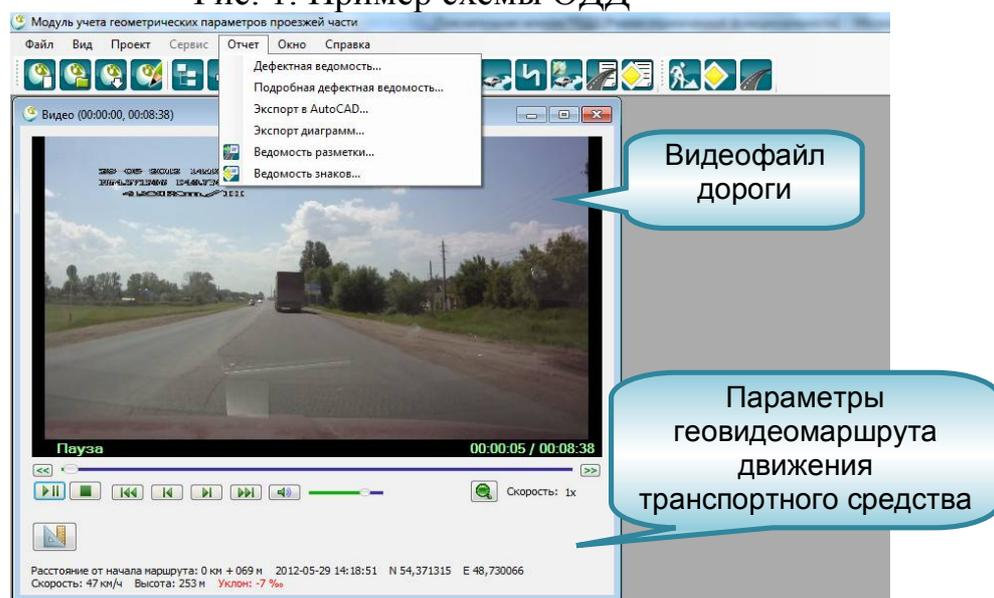 Рис. 1. Пример схемы ОДД
Модуль учета геометрических параметров проезжей части
Файл Вид Проект Сервис Отчет Окно Справка
Дефектная ведомость...
Подробная дефектная ведомость...
Экспорт в AutoCAD...
Экспорт диаграмм...
Ведомость разметки...
Ведомость знаков...
Видео (00:00:00, 00:08:38)
Видеофайл
дороги
Пауза 00:00:05 / 00:08:38
Скорость: 1x
Параметры
геовидеомаршрута
движения
транспортного средства
Расстояние от начала маршрута: 0 км + 069 м 2012-05-29 14:18:51 N 54,371315 E 48,730066
Скорость: 47 км/ч Высота: 253 м Уклон: -7 ‰